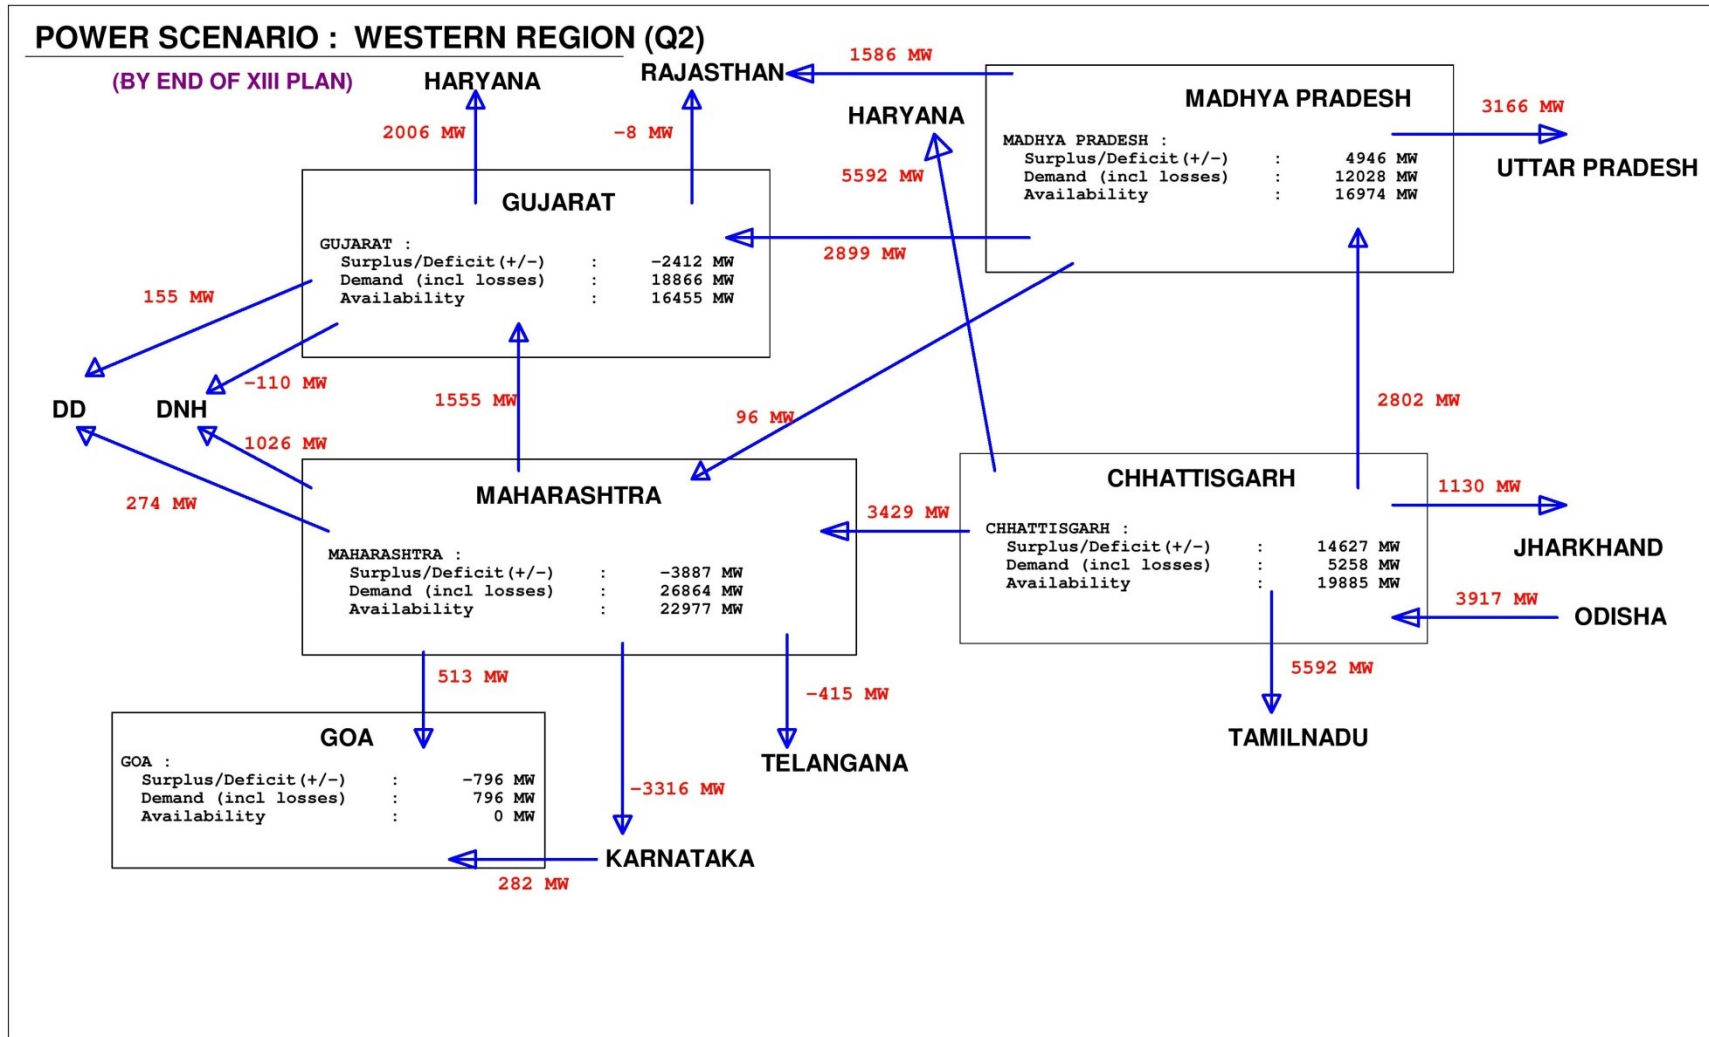 POWER SCENARIO : WESTERN REGION (Q2)
(BY END OF XIII PLAN)
HARYANA
RAJASTHAN
1586 MW
2006 MW
-8 MW
HARYANA
5592 MW
MADHYA PRADESH
MADHYA PRADESH :
Surplus/Deficit(+/-) : 4946 MW
Demand (incl losses) : 12028 MW
Availability : 16974 MW
3166 MW
UTTAR PRADESH
GUJARAT
GUJARAT :
Surplus/Deficit(+/-) : -2412 MW
Demand (incl losses) : 18866 MW
Availability : 16455 MW
2899 MW
155 MW
-110 MW
DD
DNH
1026 MW
274 MW
1555 MW
96 MW
2802 MW
MAHARASHTRA
MAHARASHTRA :
Surplus/Deficit(+/-) : -3887 MW
Demand (incl losses) : 26864 MW
Availability : 22977 MW
3429 MW
CHHATTISGARH
CHHATTISGARH :
Surplus/Deficit(+/-) : 14627 MW
Demand (incl losses) : 5258 MW
Availability : 19885 MW
1130 MW
JHARKHAND
3917 MW
ODISHA
513 MW
-415 MW
5592 MW
TAMILNADU
TELANGANA
GOA
GOA :
Surplus/Deficit(+/-) : -796 MW
Demand (incl losses) : 796 MW
Availability : 0 MW
-3316 MW
KARNATAKA
282 MW